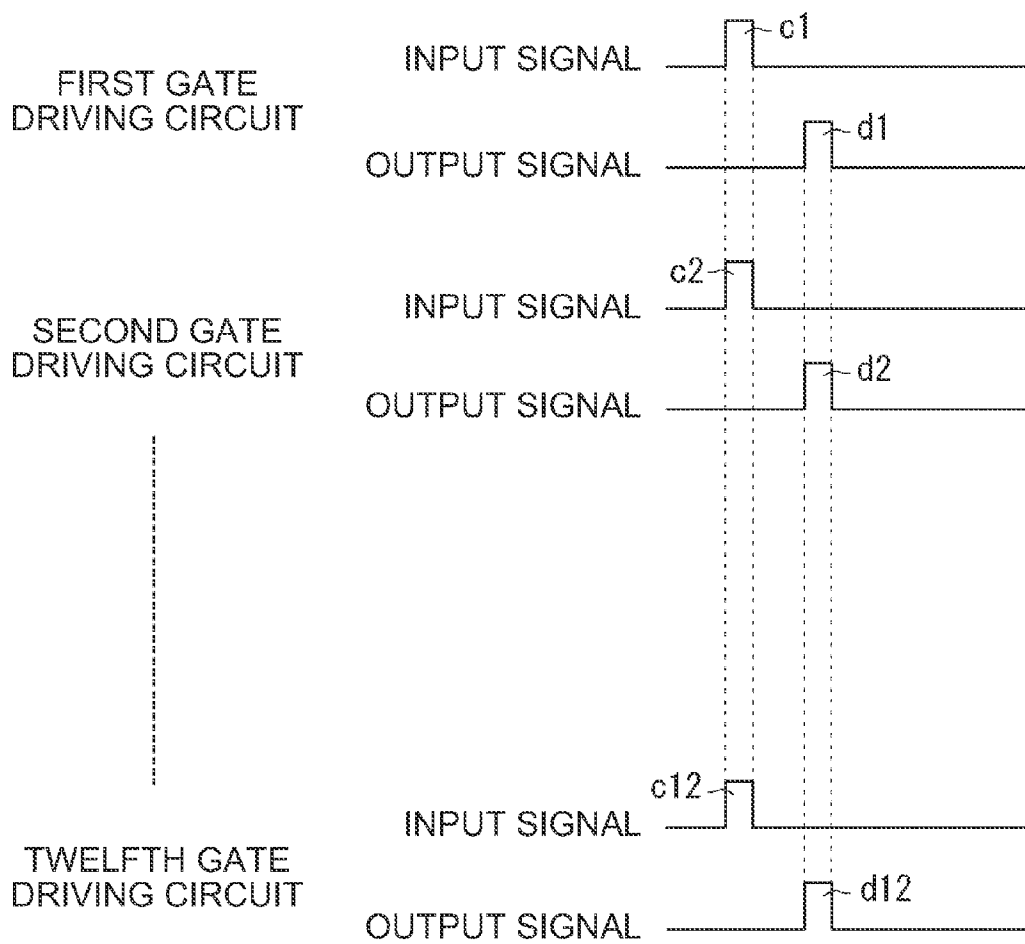 INPUT SIGNAL
c1
FIRST GATE
DRIVING CIRCUIT
OUTPUT SIGNAL
d1
INPUT SIGNAL
c2
SECOND GATE
DRIVING CIRCUIT
OUTPUT SIGNAL
d2
INPUT SIGNAL
c12
TWELFTH GATE
DRIVING CIRCUIT
OUTPUT SIGNAL
d12